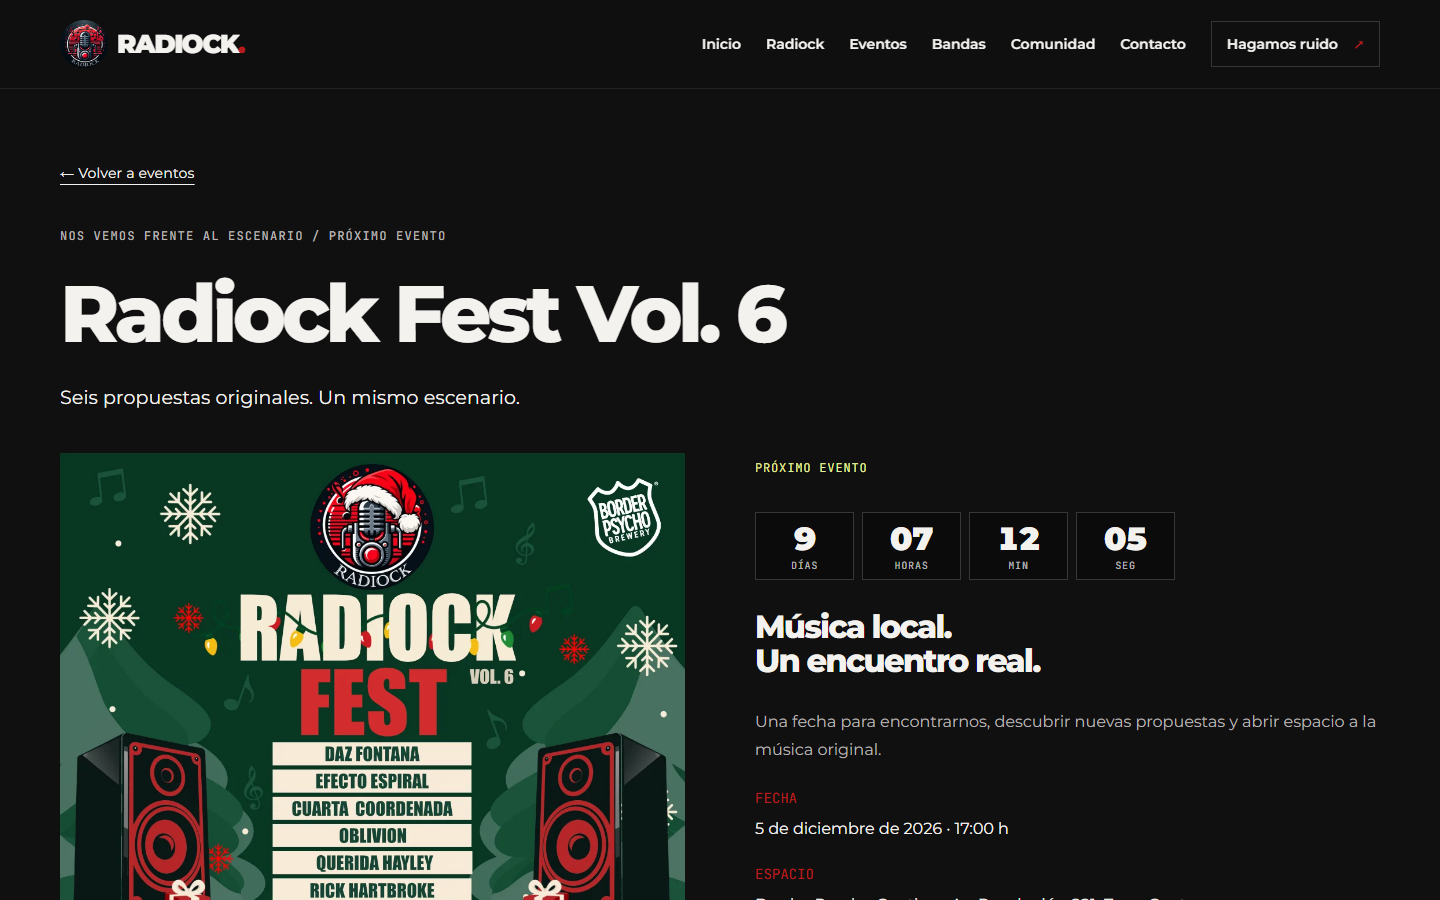 RADIOCK.
Inicio
Radiock
Eventos
Bandas
Comunidad
Contacto
Hagamos ruido ↗
← Volver a eventos
NOS VEMOS FRENTE AL ESCENARIO / PRÓXIMO EVENTO
Radiock Fest Vol. 6
Seis propuestas originales. Un mismo escenario.
RADIOCK
BORDER
PSYCHO
BREWERY
RADIOCK
FEST
VOL. 6
DAZ FONTANA
EFECTO ESPIRAL
CUARTA COORDENADA
OBLIVION
QUERIDA HAYLEY
RICK HARTBROKE
PRÓXIMO EVENTO
9 07 12 05
DÍAS HORAS MIN SEG
Música local.
Un encuentro real.
Una fecha para encontrarnos, descubrir nuevas propuestas y abrir espacio a la
música original.
FECHA
5 de diciembre de 2026 · 17:00 h
ESPACIO